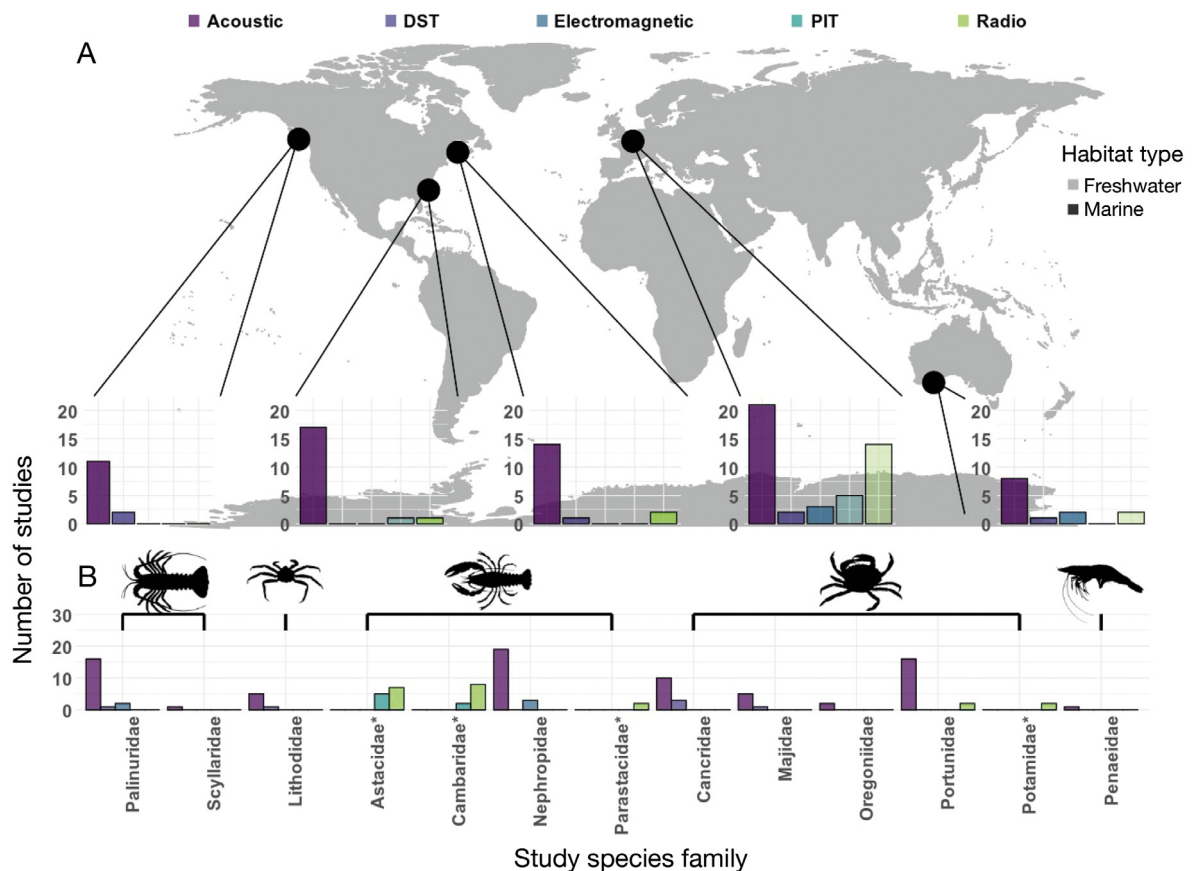 Acoustic DST Electromagnetic PIT Radio
A
Habitat type
Freshwater
Marine
Number of studies
20 20 20 20 20
15 15 15 15 15
10 10 10 10 10
5 5 5 5 5
0 0 0 0 0
B
30
20
10
0
Palinuridae
Scyllaridae
Lithodidae
Astacidae*
Cambaridae*
Nephropidae
Parastacidae*
Cancridae
Majidae
Oregoniidae
Portunidae
Potamidae*
Penaeidae
Study species family